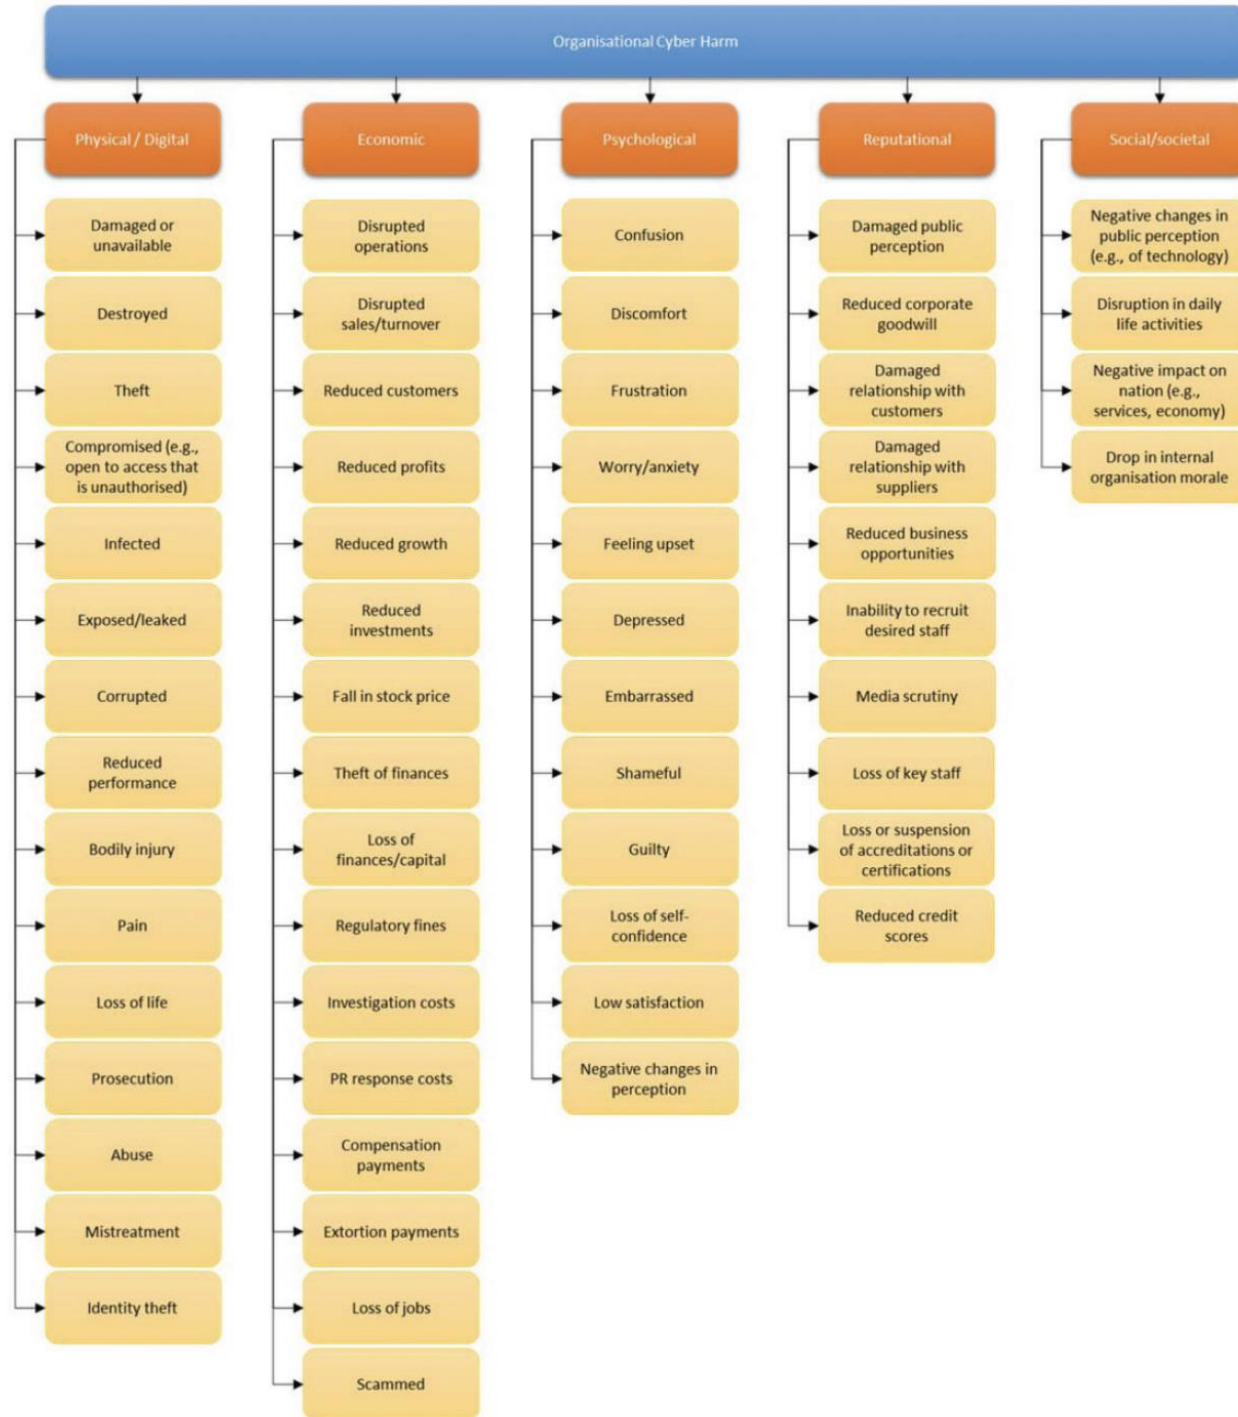 Organisational Cyber Harm
Physical / Digital
Damaged or
unavailable
Destroyed
Theft
Compromised (e.g.,
open to access that
is unauthorised)
Infected
Exposed/leaked
Corrupted
Reduced
performance
Bodily injury
Pain
Loss of life
Prosecution
Abuse
Mistreatment
Identity theft
Economic
Disrupted
operations
Disrupted
sales/turnover
Reduced customers
Reduced profits
Reduced growth
Reduced
investments
Fall in stock price
Theft of finances
Loss of
finances/capital
Regulatory fines
Investigation costs
PR response costs
Compensation
payments
Extortion payments
Loss of jobs
Scammed
Psychological
Confusion
Discomfort
Frustration
Worry/anxiety
Feeling upset
Depressed
Embarrassed
Shameful
Guilty
Loss of self-
confidence
Low satisfaction
Negative changes in
perception
Reputational
Damaged public
perception
Reduced corporate
goodwill
Damaged
relationship with
customers
Damaged
relationship with
suppliers
Reduced business
opportunities
Inability to recruit
desired staff
Media scrutiny
Loss of key staff
Loss or suspension
of accreditations or
certifications
Reduced credit
scores
Social/societal
Negative changes in
public perception
(e.g., of technology)
Disruption in daily
life activities
Negative impact on
nation (e.g.,
services, economy)
Drop in internal
organisation morale